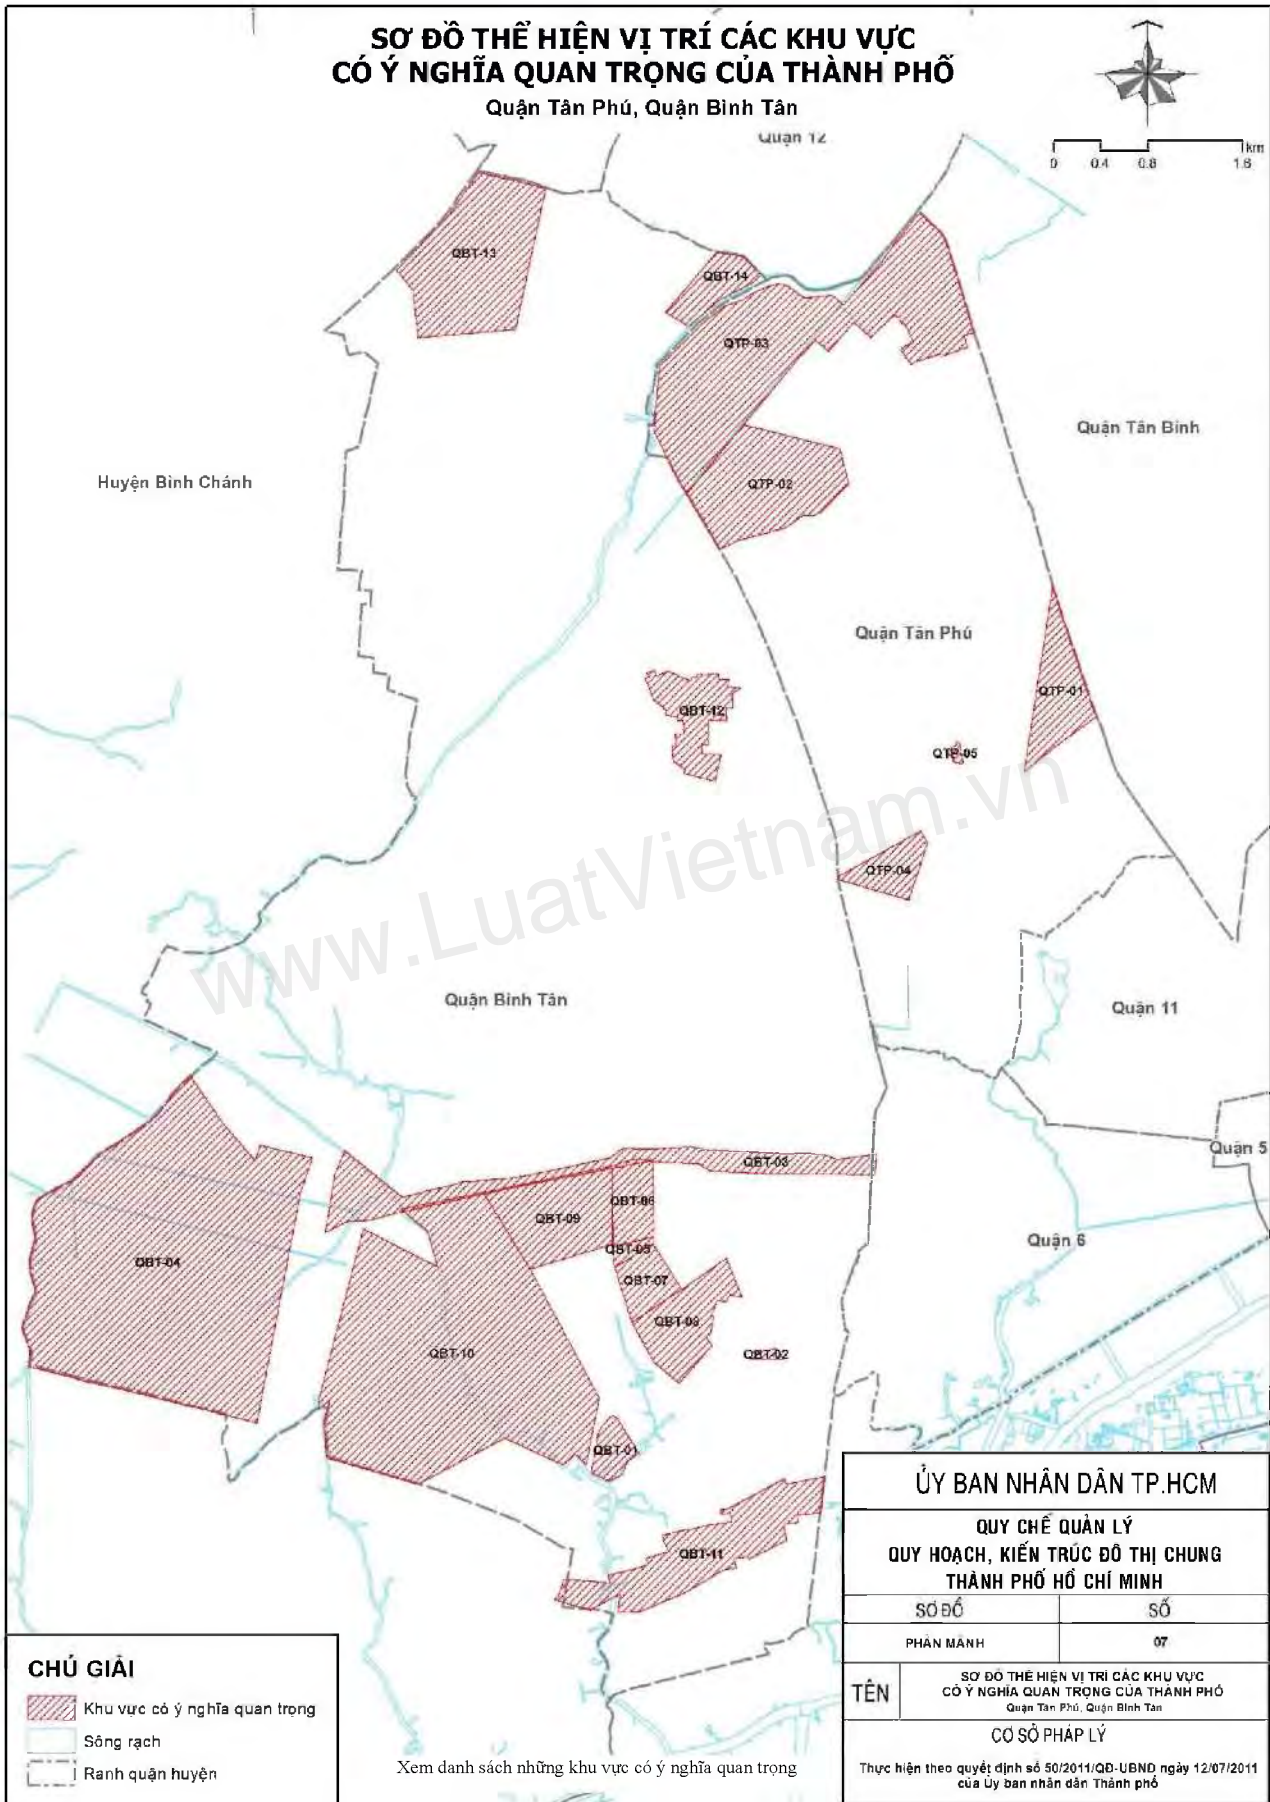 SƠ ĐỒ THỂ HIỆN VỊ TRÍ CÁC KHU VỰC
CÓ Ý NGHĨA QUAN TRỌNG CỦA THÀNH PHỐ
Quận Tân Phú, Quận Bình Tân
Quận 12
km
0 0.4 0.8 1.6
QBT-13
QBT-14
QTP-03
Quận Tân Bình
Huyện Bình Chánh
QTP-02
Quận Tân Phú
QTP-01
QBT-12
QTP-05
QTP-04
www.LuatVietnam.vn
Quận Bình Tân
Quận 11
Quận 5
QBT-03
QBT-06
QBT-09
QBT-05
Quận 6
QBT-04
QBT-07
QBT-08
QBT-10
QBT-02
QBT-01
QBT-11
ỦY BAN NHÂN DÂN TP.HCM
QUY CHẾ QUẢN LÝ
QUY HOẠCH, KIẾN TRÚC ĐÔ THỊ CHUNG
THÀNH PHỐ HỒ CHÍ MINH
SƠ ĐỒ SỐ
PHÂN MẢNH 07
TÊN
SƠ ĐỒ THỂ HIỆN VỊ TRÍ CÁC KHU VỰC
CÓ Ý NGHĨA QUAN TRỌNG CỦA THÀNH PHỐ
Quận Tân Phú, Quận Bình Tân
CƠ SỞ PHÁP LÝ
Thực hiện theo quyết định số 50/2011/QĐ-UBND ngày 12/07/2011
của Ủy ban nhân dân Thành phố
CHÚ GIẢI
Khu vực có ý nghĩa quan trọng
Sông rạch
Ranh quận huyện
Xem danh sách những khu vực có ý nghĩa quan trọng